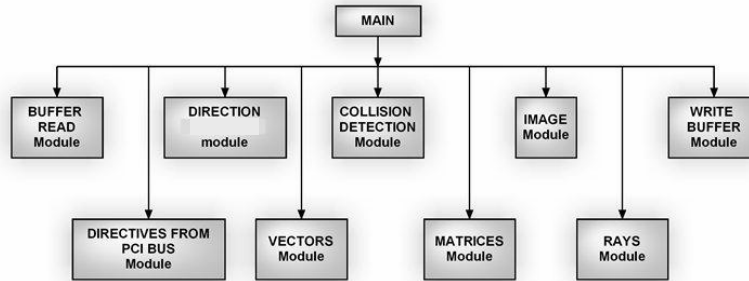 MAIN
BUFFER
READ
Module
DIRECTION
module
COLLISION
DETECTION
Module
IMAGE
Module
WRITE
BUFFER
Module
DIRECTIVES FROM
PCI BUS
Module
VECTORS
Module
MATRICES
Module
RAYS
Module